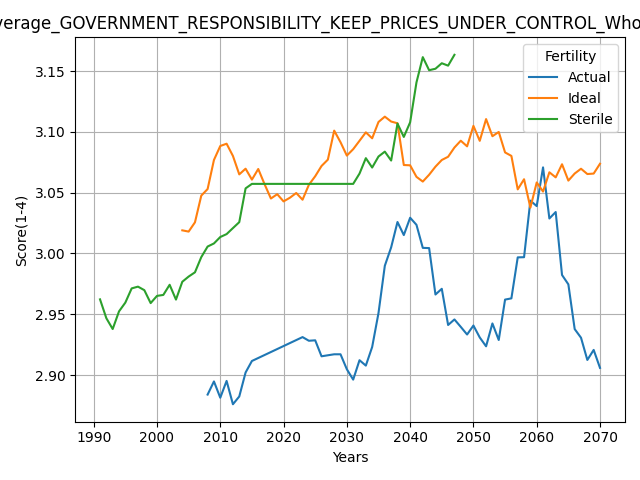 verage_GOVERNMENT_RESPONSIBILITY_KEEP_PRICES_UNDER_CONTROL_Who
Fertility
Actual
Ideal
Sterile
Score(1-4)
3.15
3.10
3.05
3.00
2.95
2.90
1990 2000 2010 2020 2030 2040 2050 2060 2070
Years